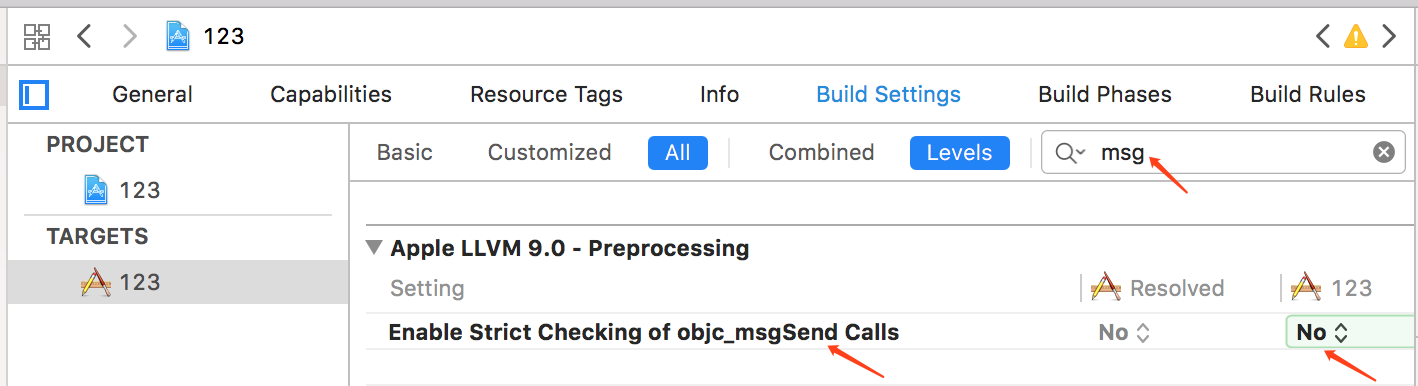 123
General Capabilities Resource Tags Info Build Settings Build Phases Build Rules
PROJECT
123
TARGETS
123
Basic Customized All Combined Levels msg
Apple LLVM 9.0 - Preprocessing
Setting Resolved 123
Enable Strict Checking of objc_msgSend Calls No No